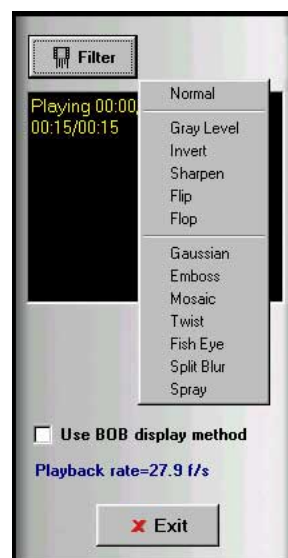 Filter
Playing 00:00,
00:15/00:15
Normal
Gray Level
Invert
Sharpen
Flip
Flop
Gaussian
Emboss
Mosaic
Twist
Fish Eye
Split Blur
Spray
Use BOB display method
Playback rate=27.9 f/s
Exit